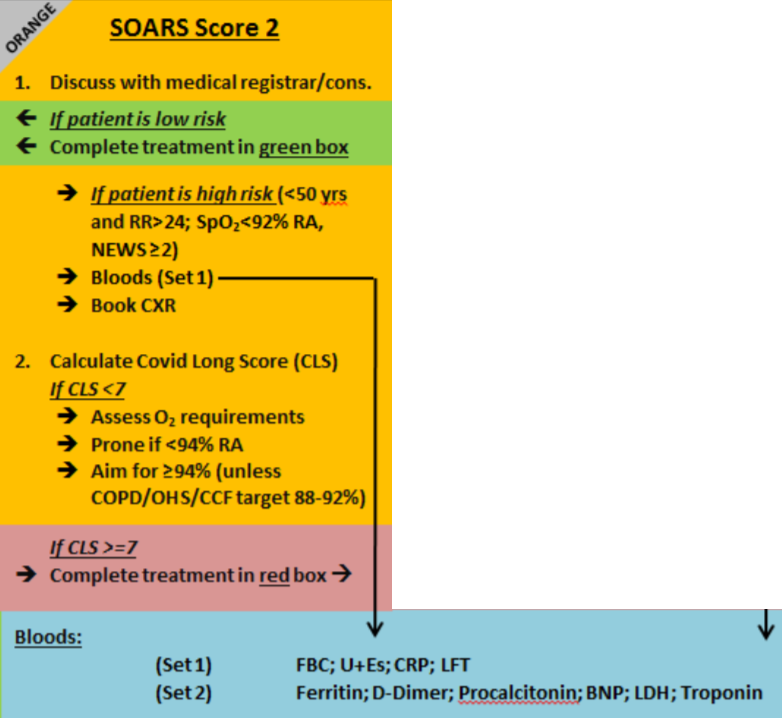 ORANGE
SOARS Score 2
1. Discuss with medical registrar/cons.
← If patient is low risk
← Complete treatment in green box
→ If patient is high risk (<50 yrs
and RR>24; SpO₂<92% RA,
NEWS≥2)
→ Bloods (Set 1)
→ Book CXR
2. Calculate Covid Long Score (CLS)
If CLS <7
→ Assess O₂ requirements
→ Prone if <94% RA
→ Aim for ≥94% (unless
COPD/OHS/CCF target 88-92%)
If CLS >=7
→ Complete treatment in red box →
Bloods:
(Set 1) FBC; U+Es; CRP; LFT
(Set 2) Ferritin; D-Dimer; Procalcitonin; BNP; LDH; Troponin